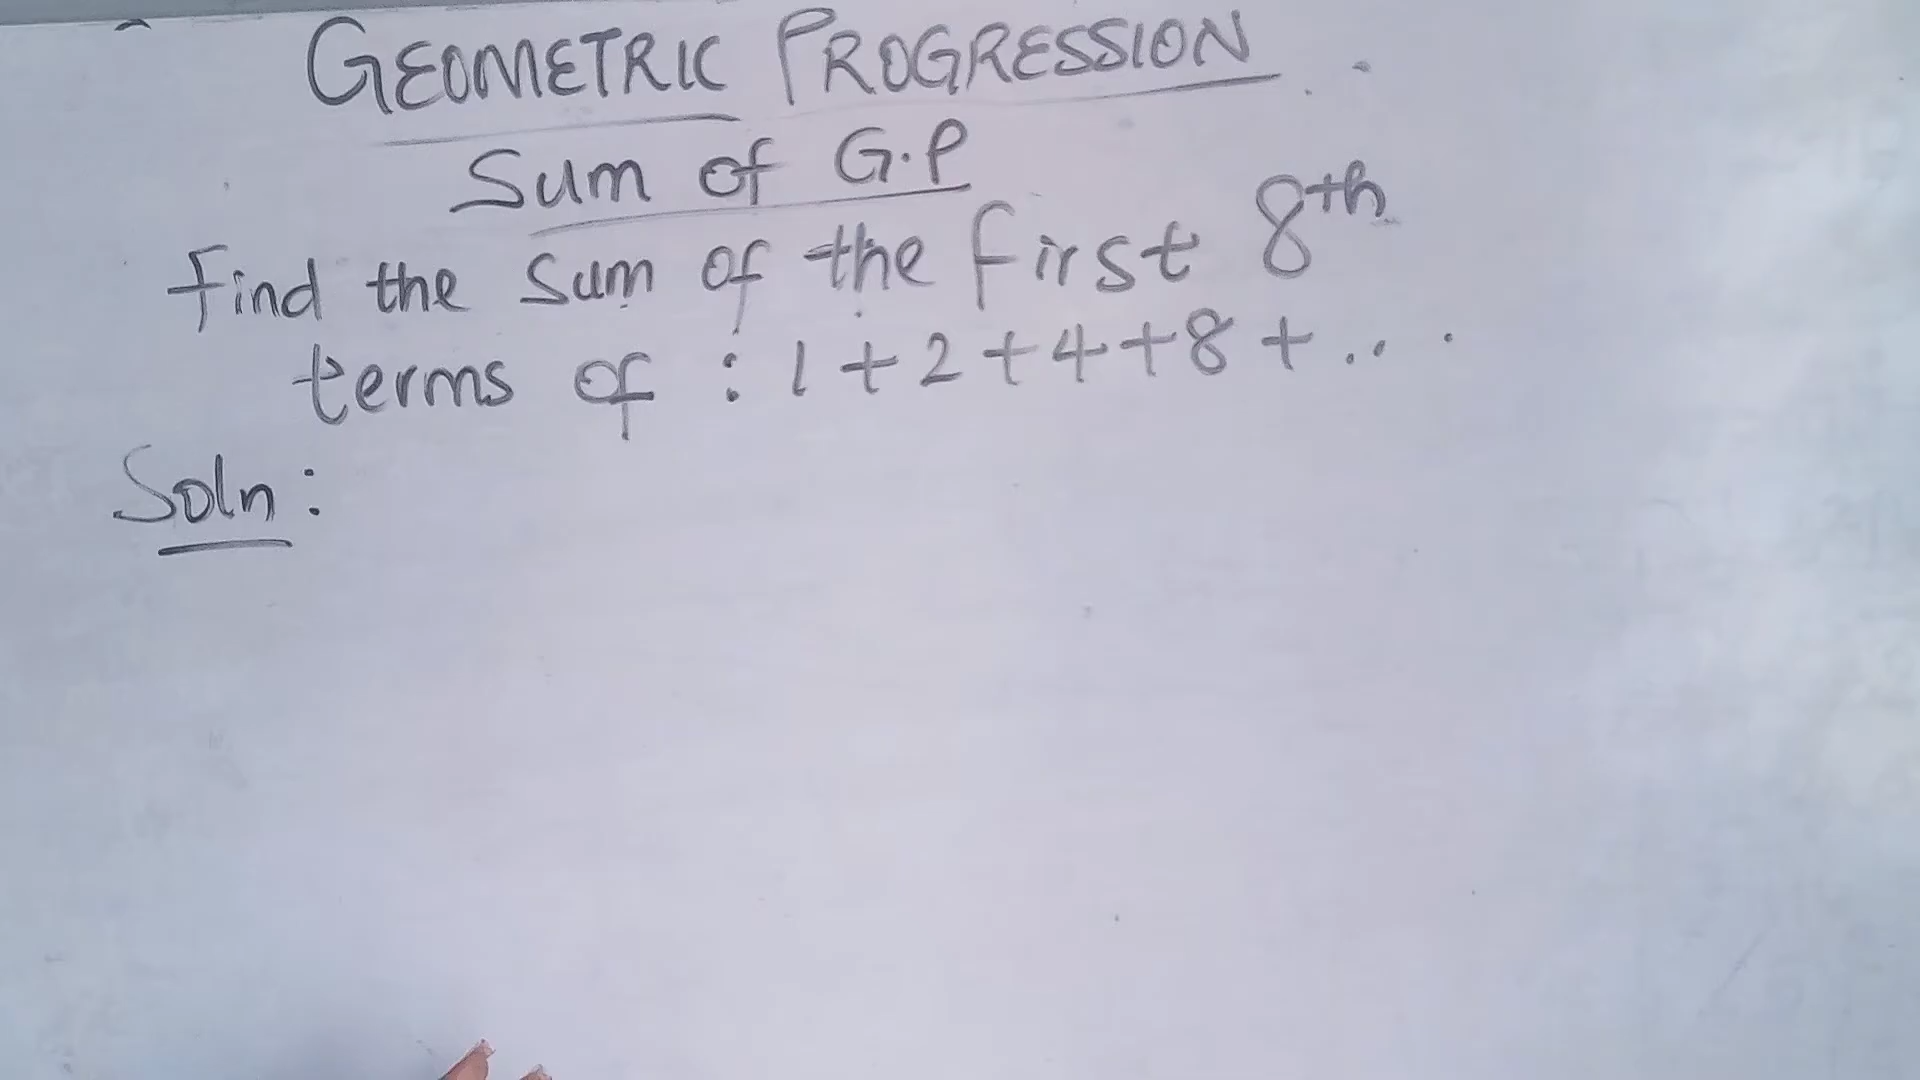 GEOMETRIC PROGRESSION
Sum of G.P
Find the sum of the first 8th
terms of : 1 + 2 + 4 + 8 + ...
Soln :